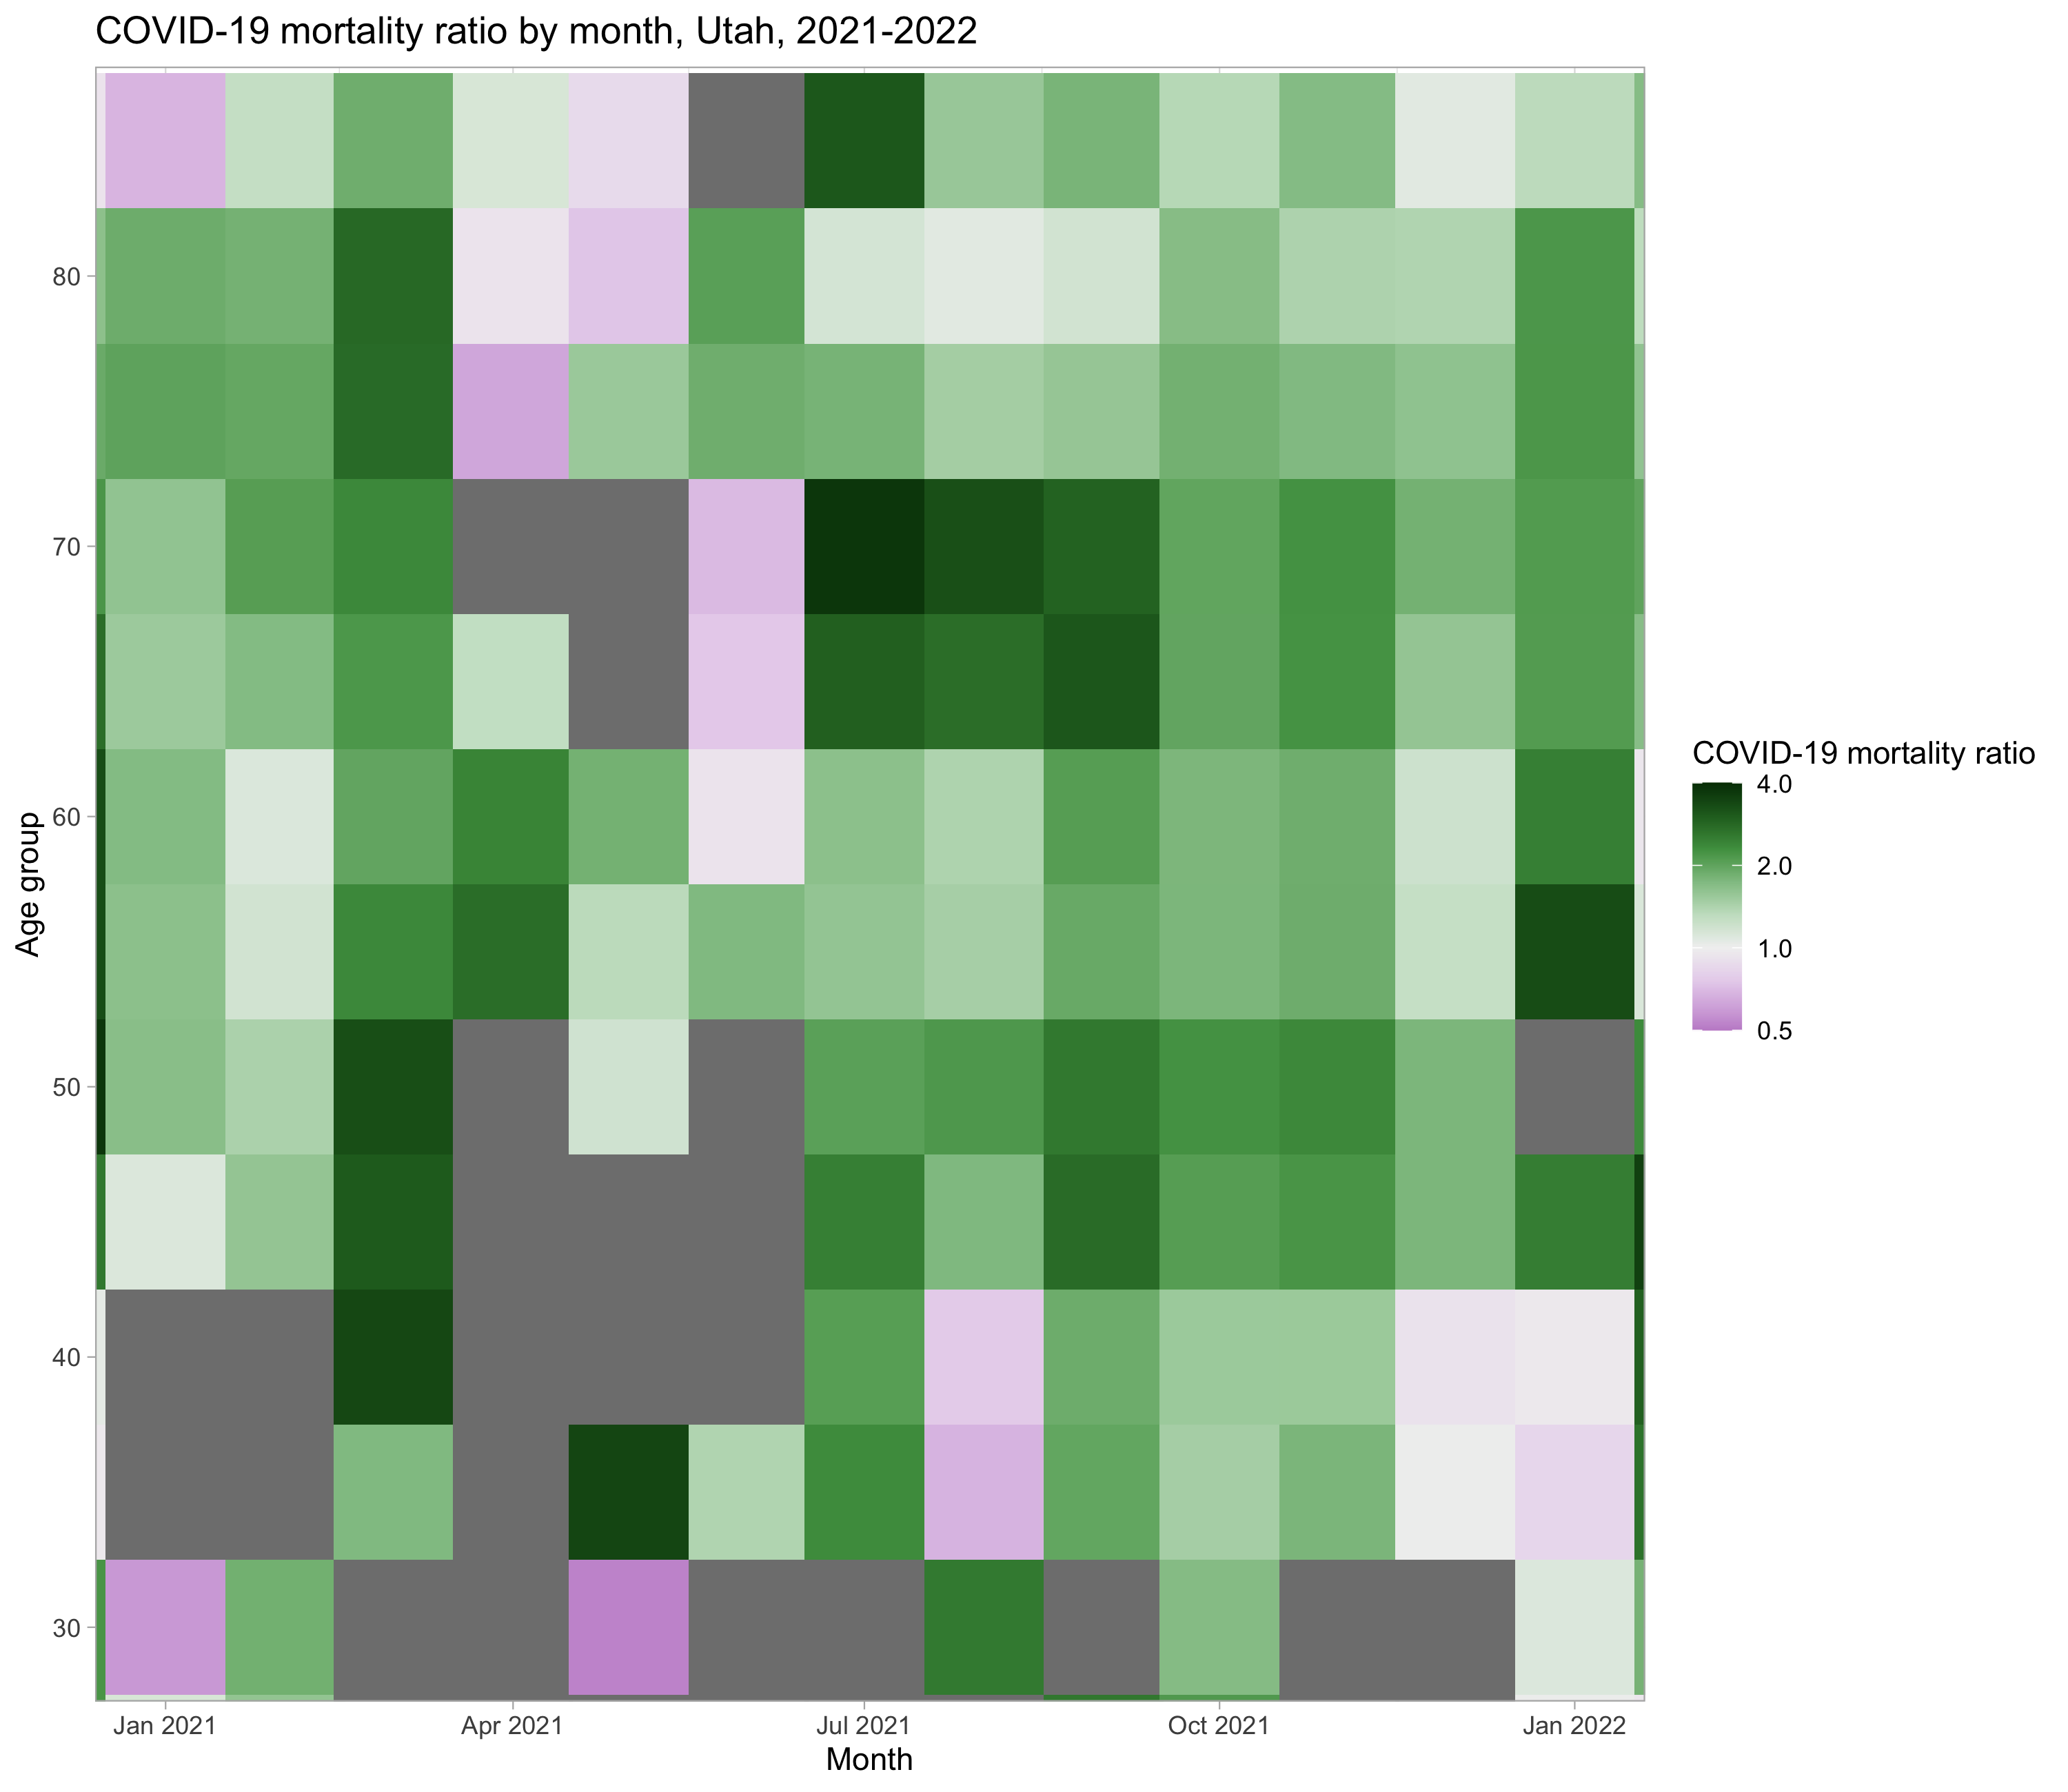 COVID-19 mortality ratio by month, Utah, 2021-2022
80
70
60
50
40
30
Age group
Jan 2021
Apr 2021
Jul 2021
Oct 2021
Jan 2022
Month
COVID-19 mortality ratio
4.0
2.0
1.0
0.5